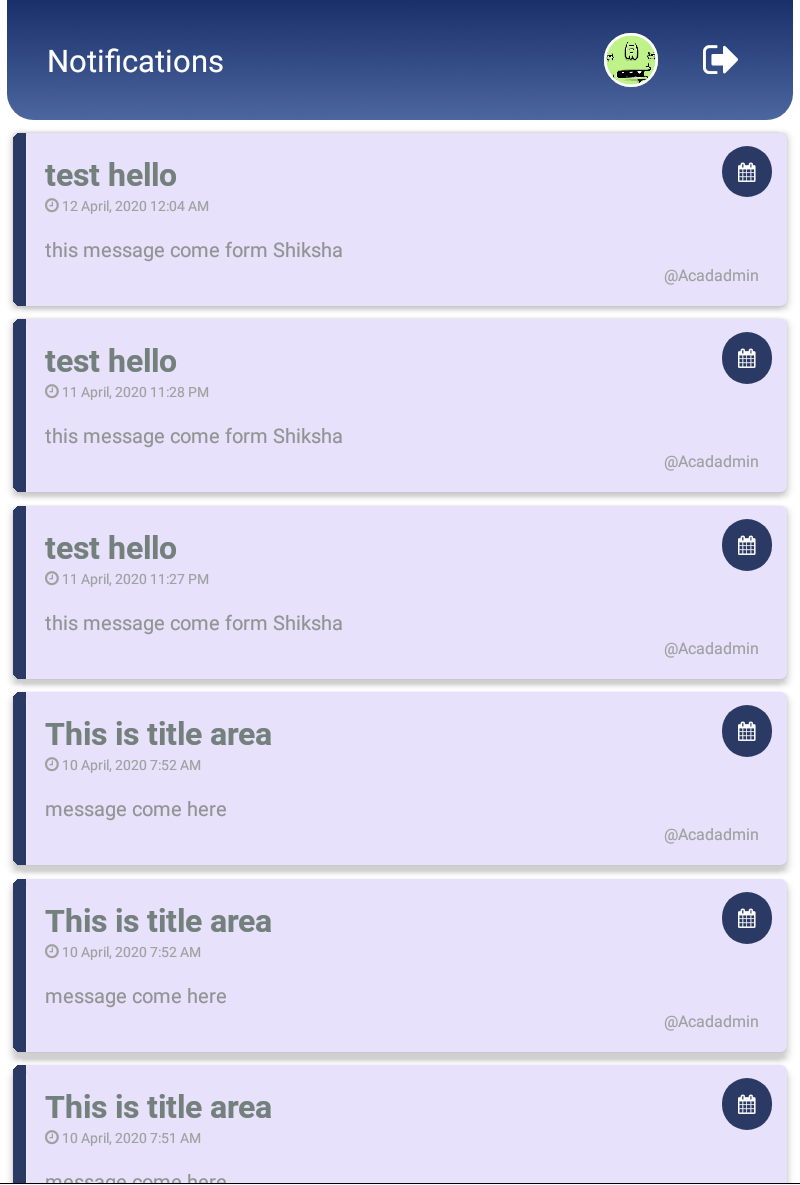 Notifications
test hello
12 April, 2020 12:04 AM
this message come form Shiksha
@Acadadmin
test hello
11 April, 2020 11:28 PM
this message come form Shiksha
@Acadadmin
test hello
11 April, 2020 11:27 PM
this message come form Shiksha
@Acadadmin
This is title area
10 April, 2020 7:52 AM
message come here
@Acadadmin
This is title area
10 April, 2020 7:52 AM
message come here
@Acadadmin
This is title area
10 April, 2020 7:51 AM
message come here